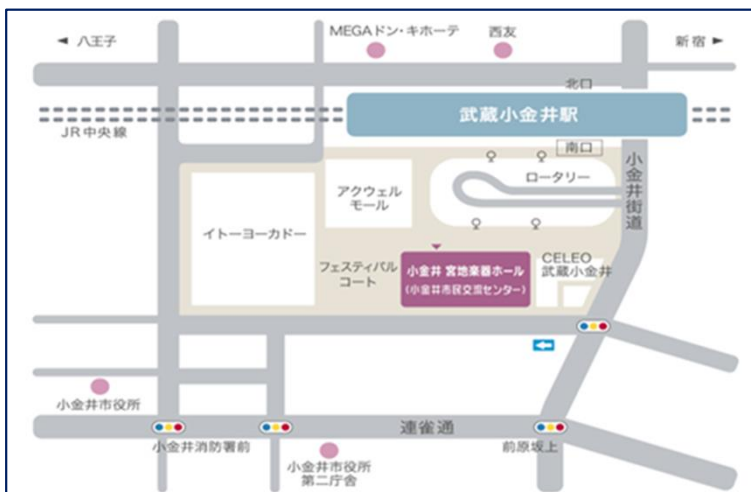 MEGAドン・キホーテ
西友
◄ 八王子
新宿 ►
北口
武蔵小金井駅
JR中央線
南口
ロータリー
小金井街道
アクウェル
モール
イトーヨーカドー
フェスティバル
コート
小金井 宮地楽器ホール
(小金井市民交流センター)
CELEO
武蔵小金井
小金井市役所
小金井消防署前
連雀通
前原坂上
小金井市役所
第二庁舎